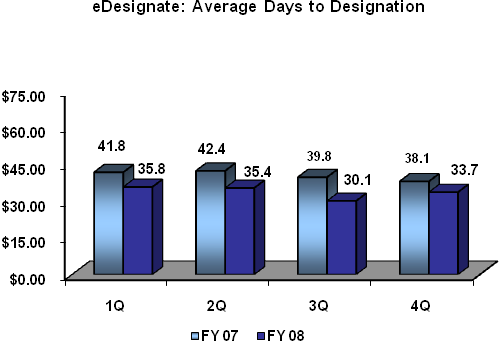 eDesignate: Average Days to Designation
$75.00
$60.00
$45.00
$30.00
$15.00
$0.00
41.8
35.8
42.4
35.4
39.8
30.1
38.1
33.7
1Q
2Q
3Q
4Q
FY 07
FY 08